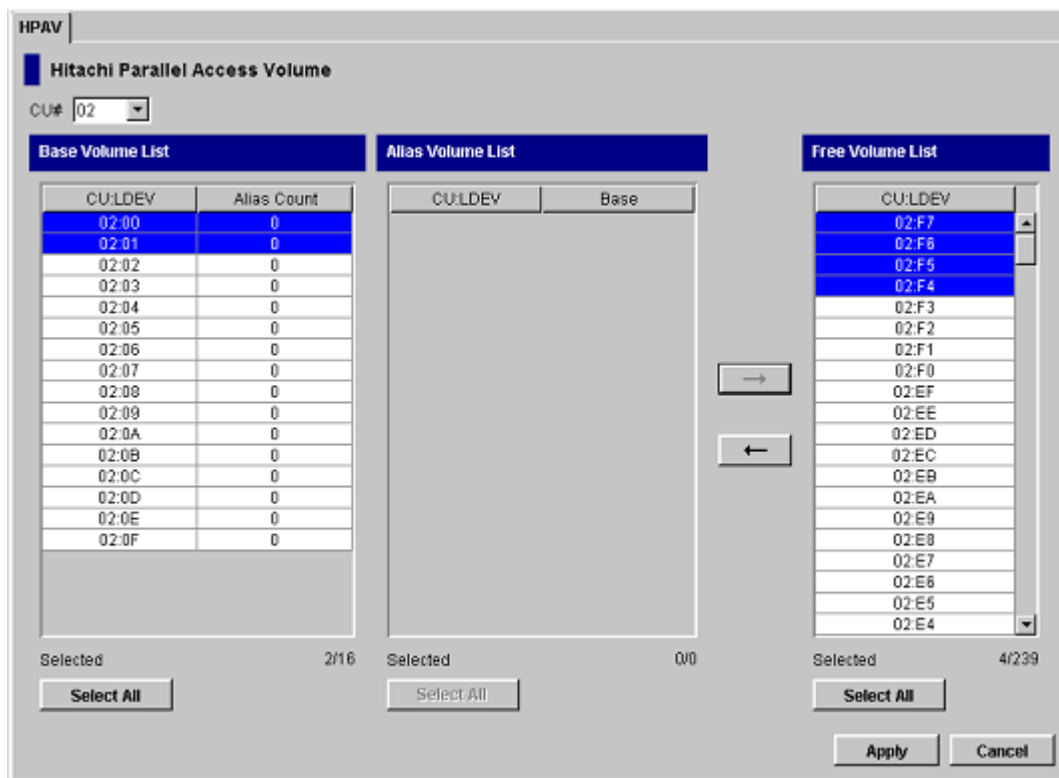 HPAV
Hitachi Parallel Access Volume
CU# 02
Base Volume List Alias Volume List Free Volume List
CU:LDEV Alias Count CU:LDEV Base CU:LDEV
02:00 0 02:F7
02:01 0 02:F6
02:02 0 02:F5
02:03 0 02:F4
02:04 0 02:F3
02:05 0 02:F2
02:06 0 02:F1
02:07 0 02:F0
02:08 0 02:EF
02:09 0 02:EE
02:0A 0 02:ED
02:0B 0 02:EC
02:0C 0 02:EB
02:0D 0 02:EA
02:0E 0 02:E9
02:0F 0 02:E8
02:E7
02:E6
02:E5
02:E4
Selected 2/16 Selected 0/0 Selected 4/239
Select All Select All Select All
Apply Cancel